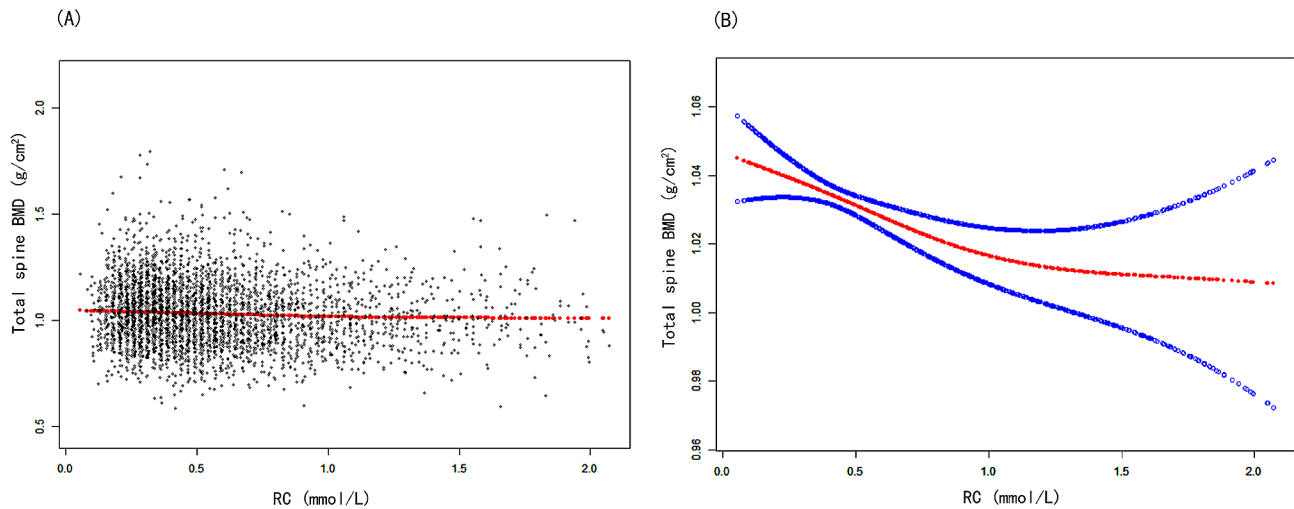 (A)
Total spine BMD (g/cm²)
2.0
1.5
1.0
0.5
0.0 0.5 1.0 1.5 2.0
RC (mmol/L)
(B)
Total spine BMD (g/cm²)
1.06
1.04
1.02
1.00
0.98
0.96
0.0 0.5 1.0 1.5 2.0
RC (mmol/L)